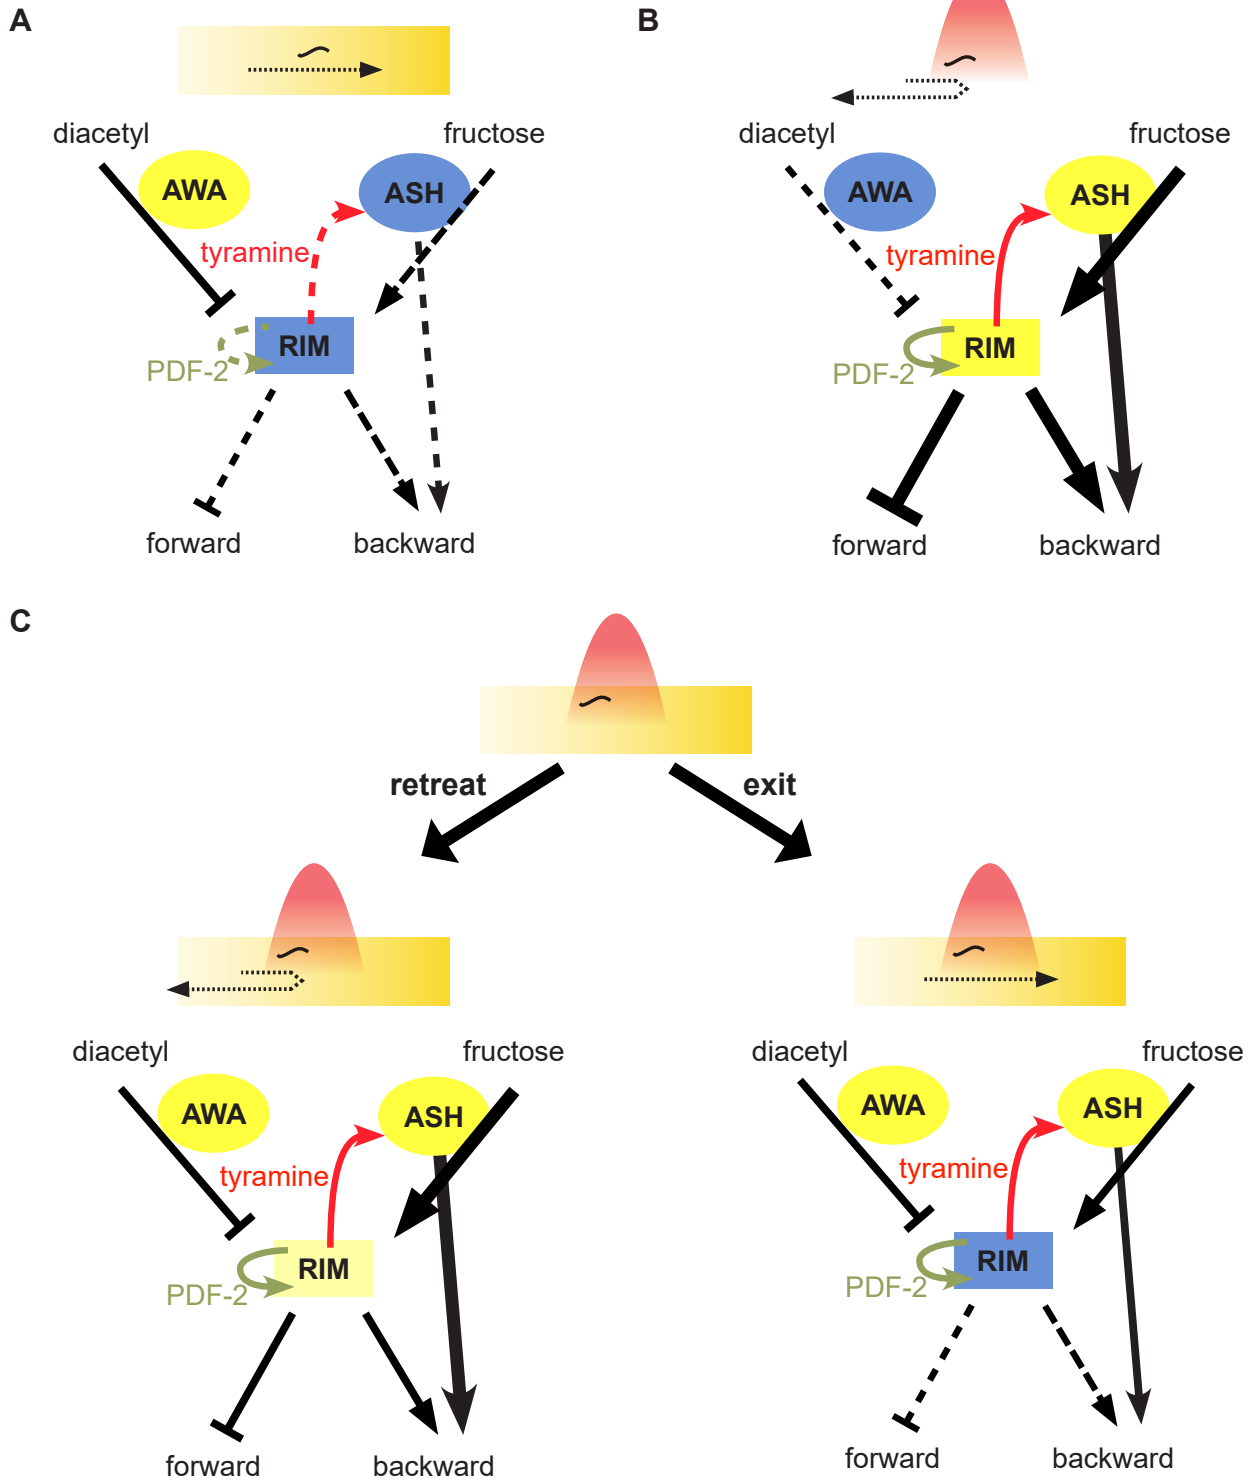 A
B
diacetyl
fructose
diacetyl
fructose
AWA
ASH
AWA
ASH
tyramine
tyramine
RIM
RIM
PDF-2
PDF-2
forward
backward
forward
backward
C
retreat
exit
diacetyl
fructose
diacetyl
fructose
AWA
ASH
AWA
ASH
tyramine
tyramine
RIM
RIM
PDF-2
PDF-2
forward
backward
forward
backward